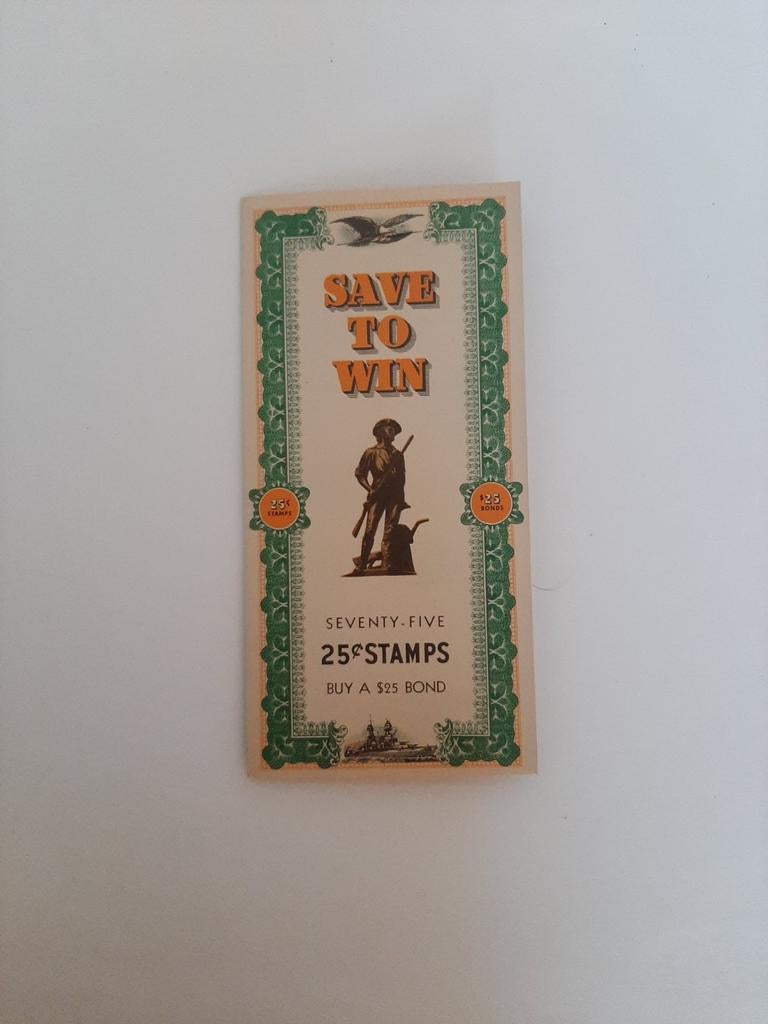 SAVE
TO
WIN
25¢
STAMPS
$25
BONDS
SEVENTY-FIVE
25¢ STAMPS
BUY A $25 BOND